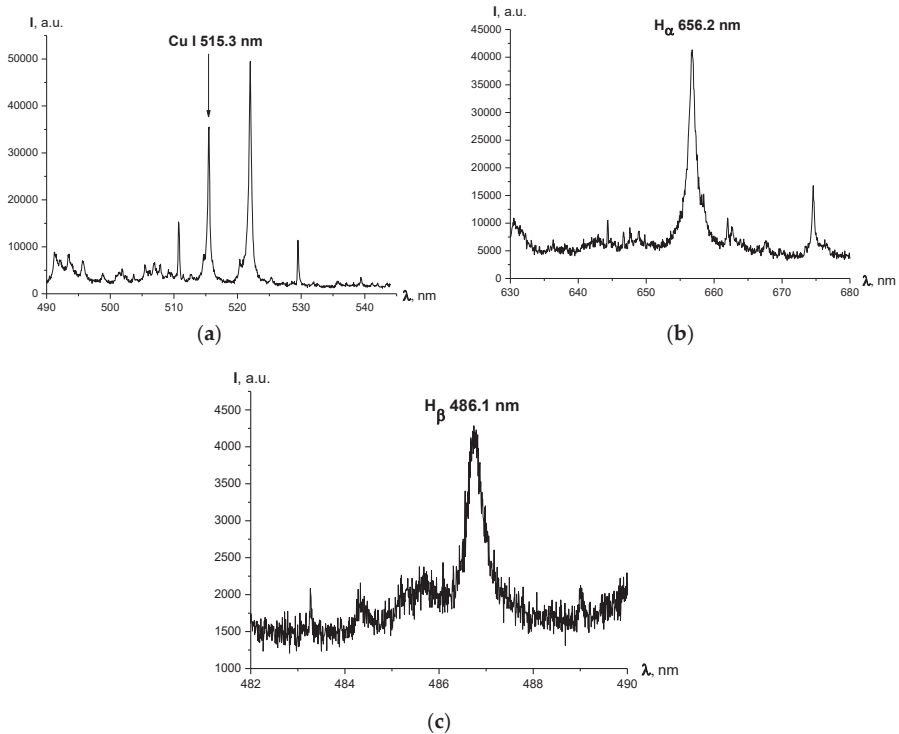 I, a.u.
Cu I 515.3 nm
50000
40000
30000
20000
10000
0
490 500 510 520 530 540
λ, nm
(a)
I, a.u.
Hα 656.2 nm
45000
40000
35000
30000
25000
20000
15000
10000
5000
0
630 640 650 660 670 680
λ, nm
(b)
I, a.u.
Hβ 486.1 nm
4500
4000
3500
3000
2500
2000
1500
1000
482 484 486 488 490
λ, nm
(c)